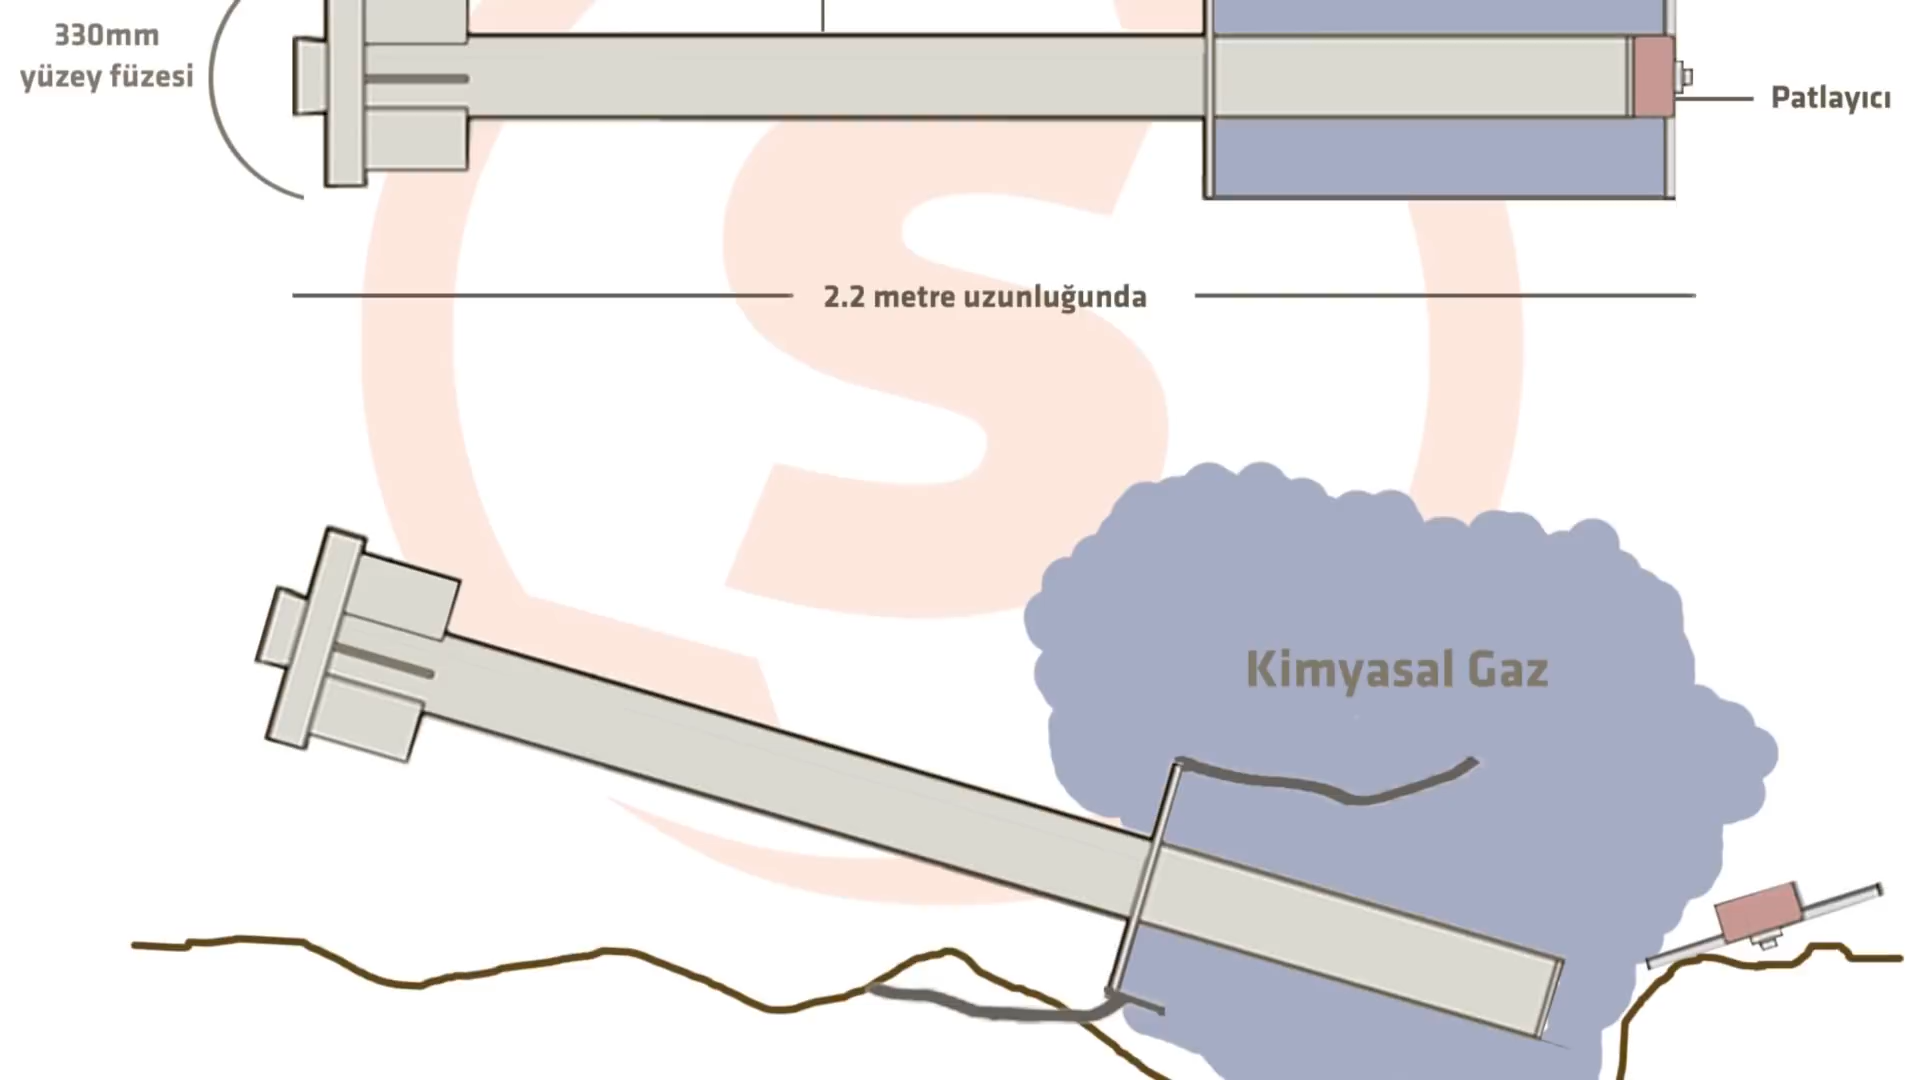 330mm
yüzey füzesi
Patlayıcı
2.2 metre uzunluğunda
Kimyasal Gaz